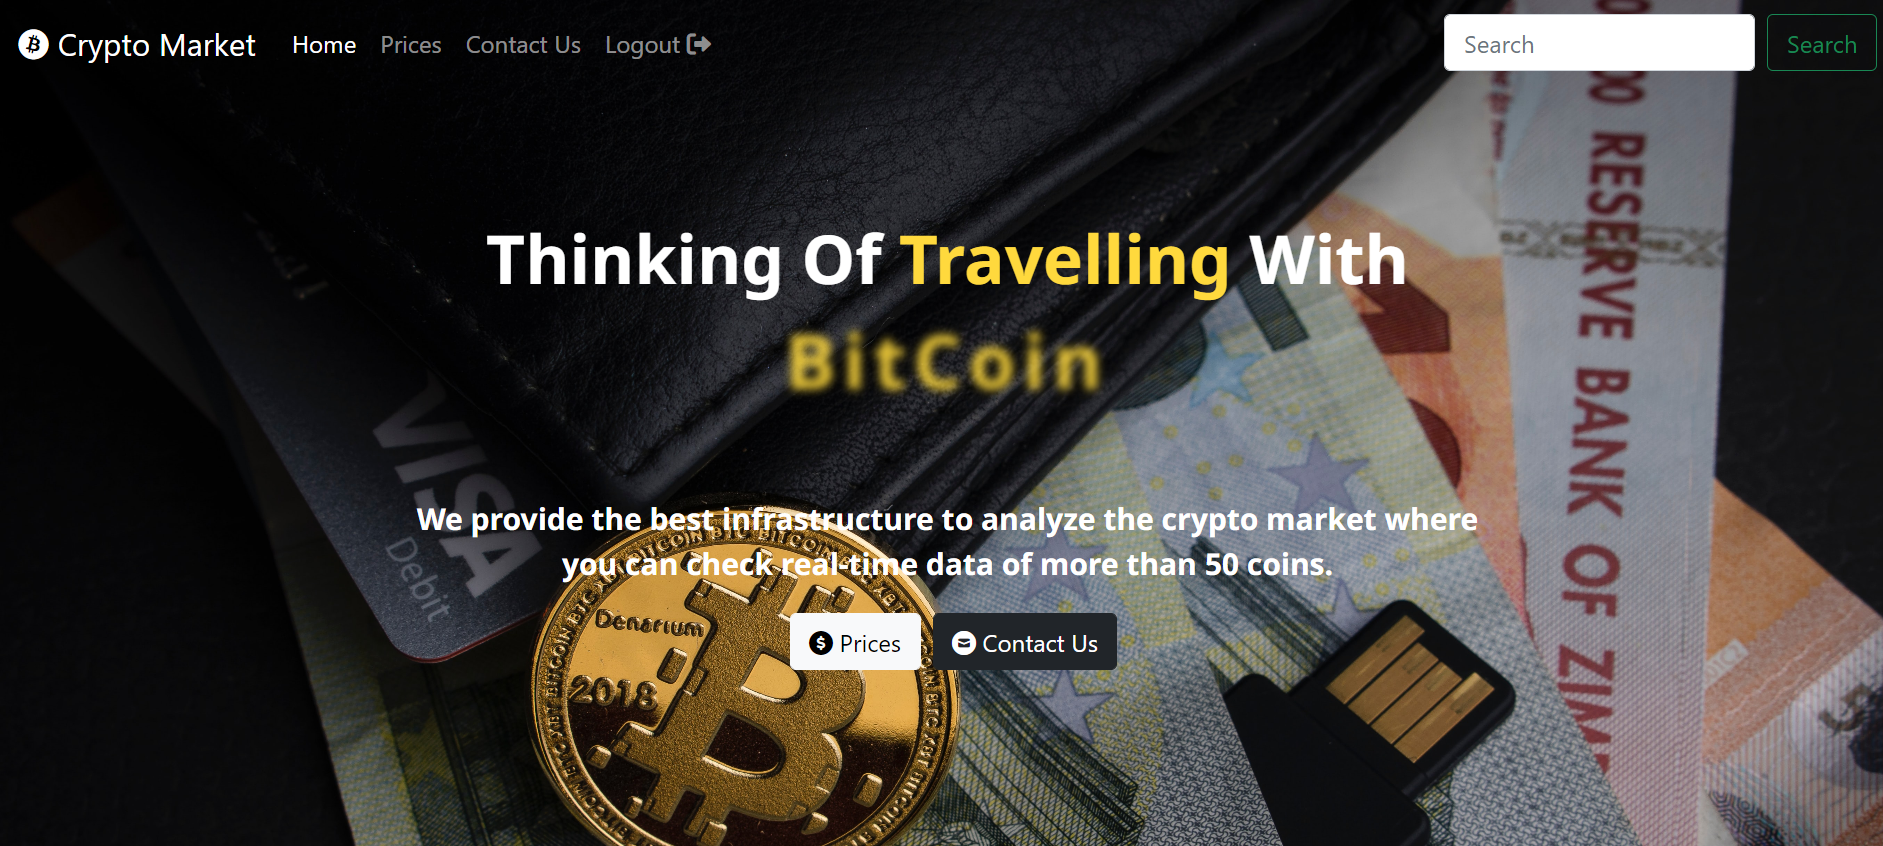 Crypto Market Home Prices Contact Us Logout Search Search
Thinking Of Travelling With
BitCoin
We provide the best infrastructure to analyze the crypto market where
you can check real-time data of more than 50 coins.
Prices Contact Us
VISA
Debit
Denarium
2018
RESERVE BANK OF